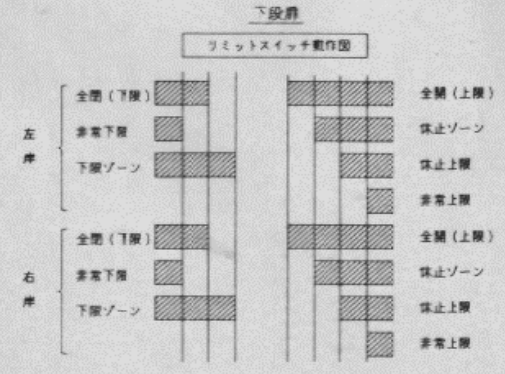 下段扉
リミットスイッチ動作図
左岸
全閉（下限）
非常下限
下限ゾーン
全開（上限）
休止ゾーン
休止上限
非常上限
右岸
全閉（下限）
非常下限
下限ゾーン
全開（上限）
休止ゾーン
休止上限
非常上限